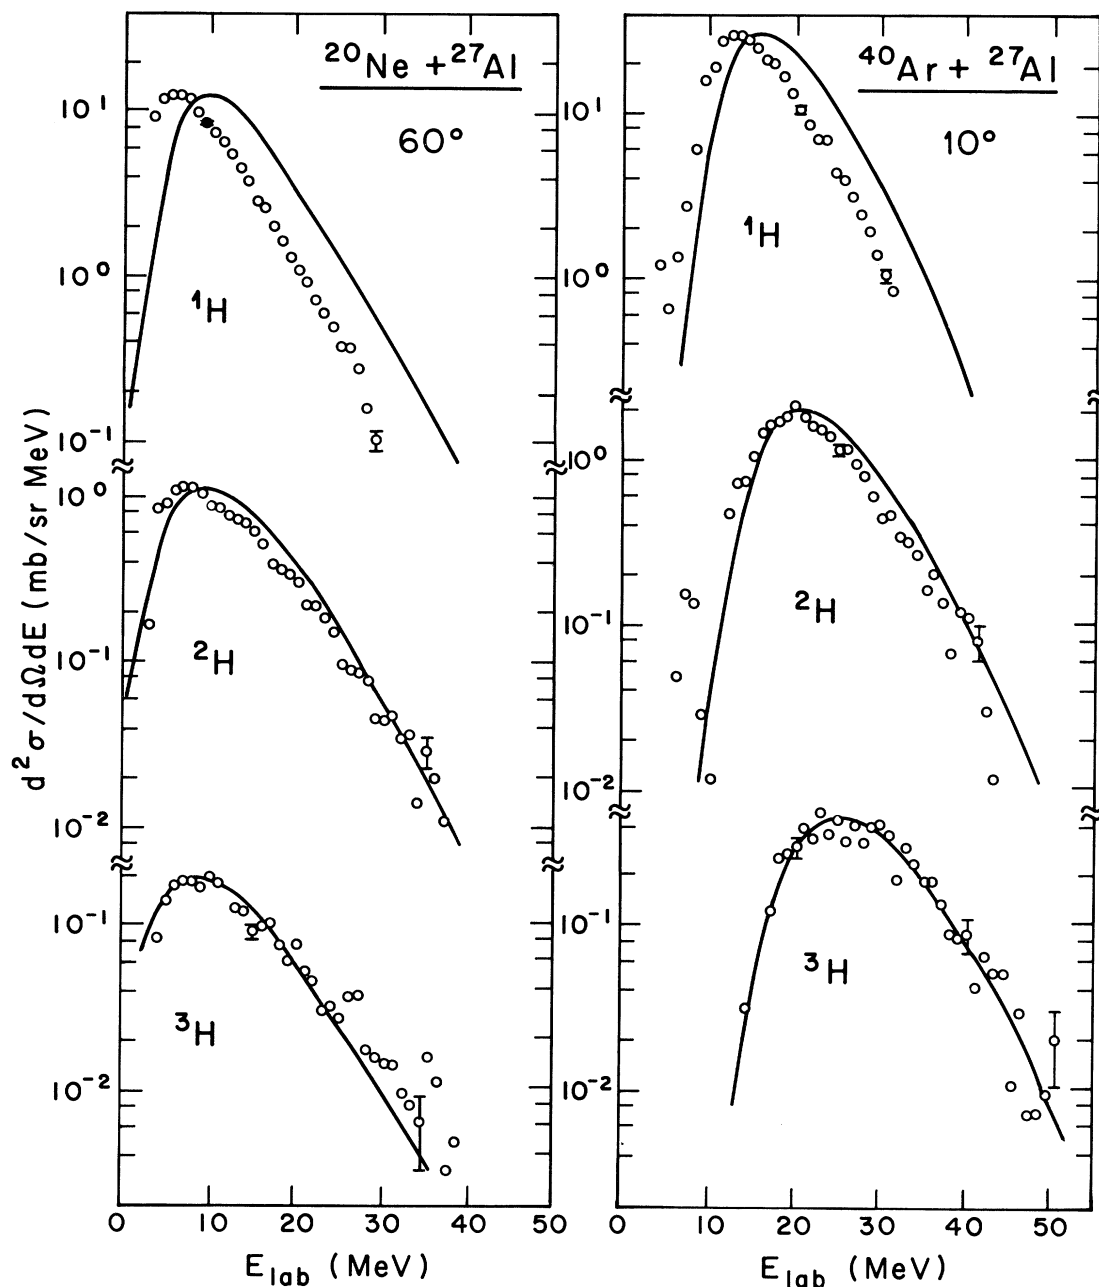 ²⁰Ne + ²⁷Al
60°
10¹
10⁰
10⁻¹
¹H
10⁰
10⁻¹
10⁻²
²H
10⁻¹
10⁻²
³H
d²σ/dΩdE (mb/sr MeV)
0 10 20 30 40 50
E_lab (MeV)
⁴⁰Ar + ²⁷Al
10°
10¹
10⁰
¹H
10⁰
10⁻¹
10⁻²
²H
10⁻¹
10⁻²
³H
0 10 20 30 40 50
E_lab (MeV)